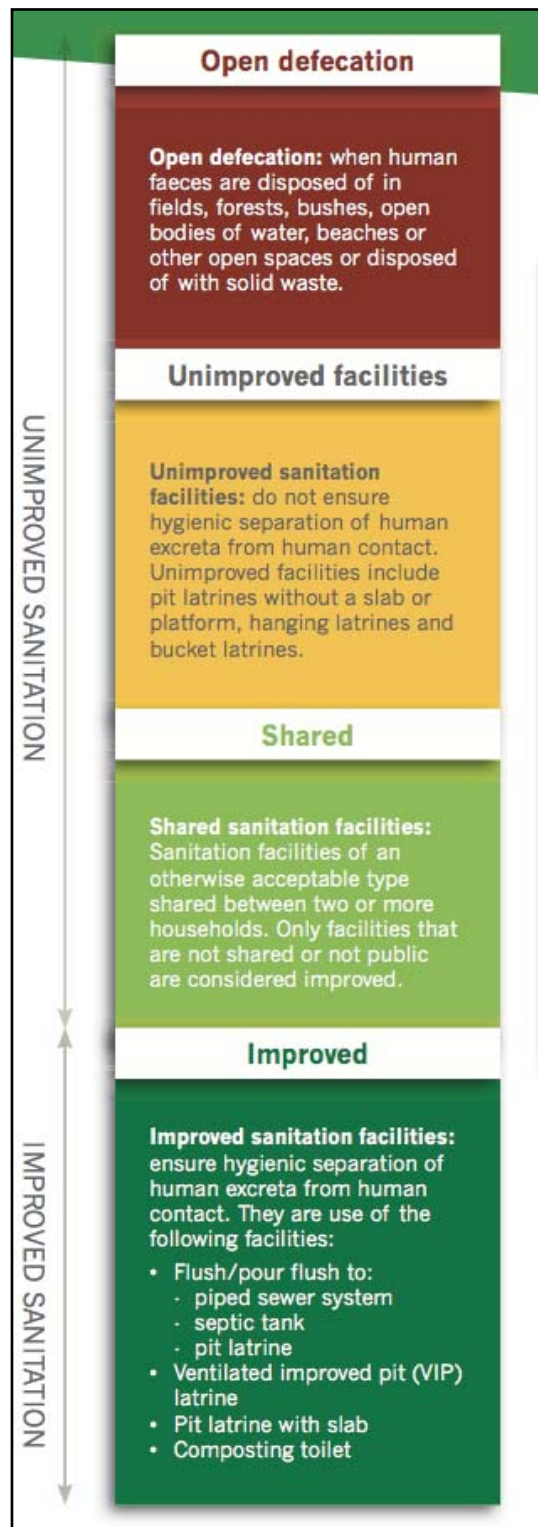 Open defecation
Open defecation: when human
faeces are disposed of in
fields, forests, bushes, open
bodies of water, beaches or
other open spaces or disposed
of with solid waste.
Unimproved facilities
Unimproved sanitation
facilities: do not ensure
hygienic separation of human
excreta from human contact.
Unimproved facilities include
pit latrines without a slab or
platform, hanging latrines and
bucket latrines.
Shared
Shared sanitation facilities:
Sanitation facilities of an
otherwise acceptable type
shared between two or more
households. Only facilities that
are not shared or not public
are considered improved.
UNIMPROVED SANITATION
Improved
Improved sanitation facilities:
ensure hygienic separation of
human excreta from human
contact. They are use of the
following facilities:
• Flush/pour flush to:
- piped sewer system
- septic tank
- pit latrine
• Ventilated improved pit (VIP)
latrine
• Pit latrine with slab
• Composting toilet
IMPROVED SANITATION